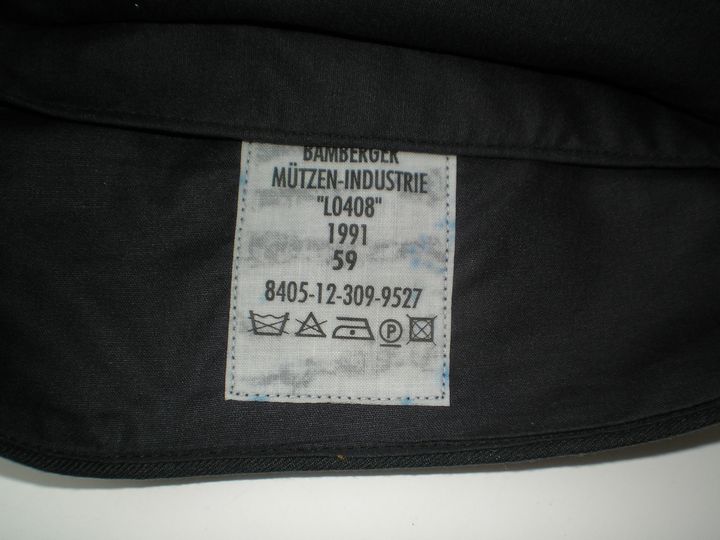 BAMBERGER
MÜTZEN-INDUSTRIE
"L0408"
1991
59
8405-12-309-9527
P